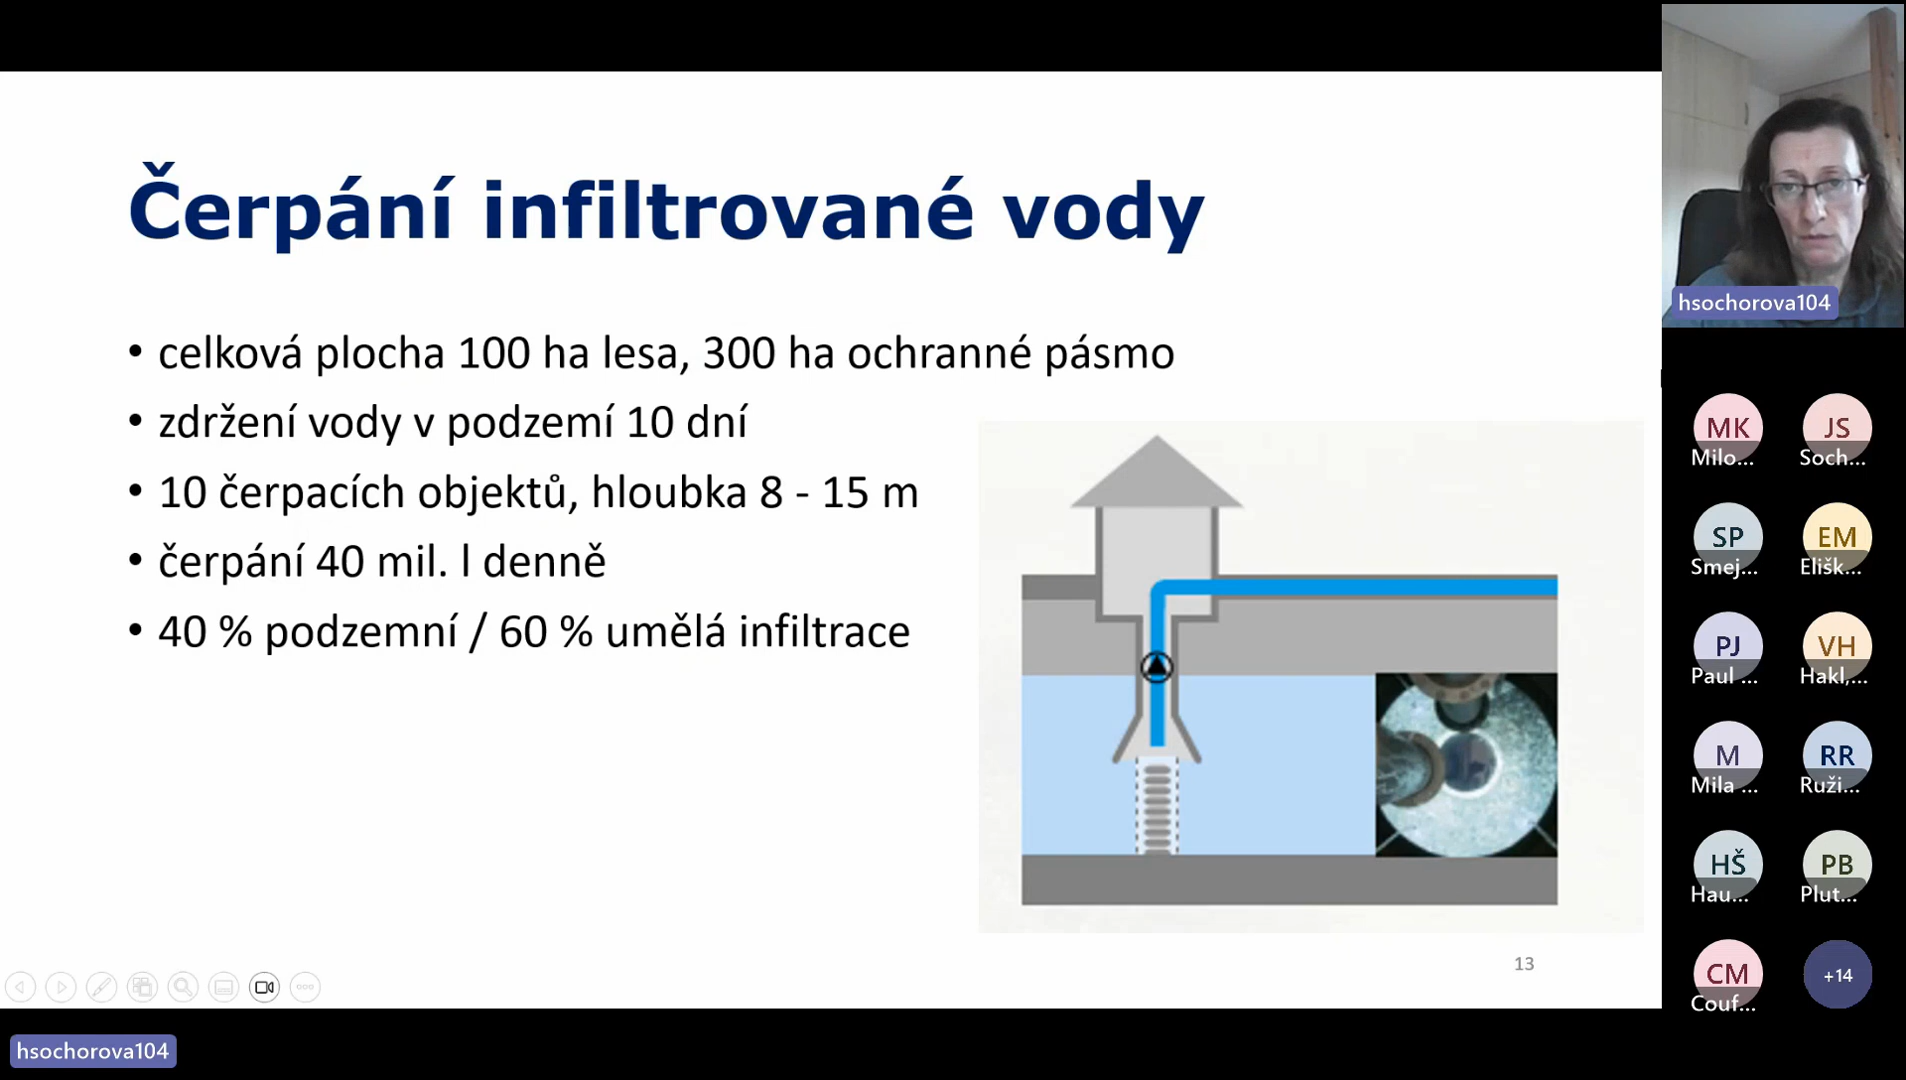 Čerpání infiltrované vody
• celková plocha 100 ha lesa, 300 ha ochranné pásmo
• zdržení vody v podzemí 10 dní
• 10 čerpacích objektů, hloubka 8 - 15 m
• čerpání 40 mil. l denně
• 40 % podzemní / 60 % umělá infiltrace
13
hsochorova104
hsochorova104
MK
Milo...
JS
Soch...
SP
Smej...
EM
Elišk...
PJ
Paul ...
VH
Hakl,...
M
Mila ...
RR
Ruži...
HŠ
Hau...
PB
Plut...
CM
Couf...
+14